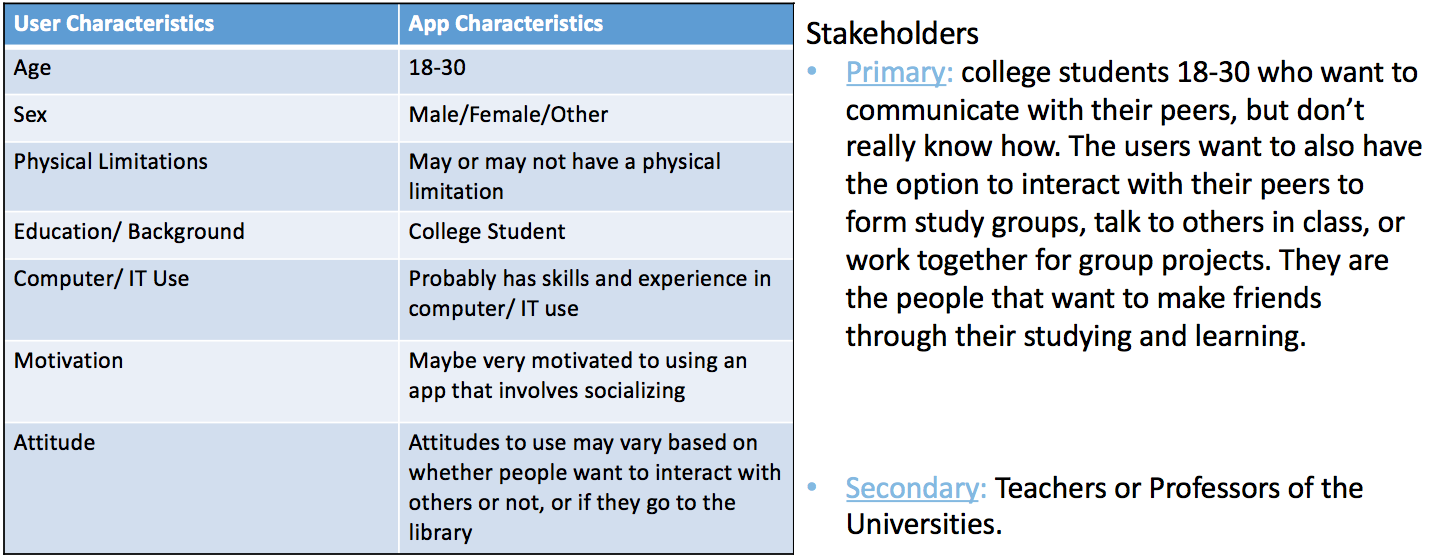 User Characteristics App Characteristics
Age 18-30
Sex Male/Female/Other
Physical Limitations May or may not have a physical
limitation
Education/ Background College Student
Computer/ IT Use Probably has skills and experience in
computer/ IT use
Motivation Maybe very motivated to using an
app that involves socializing
Attitude Attitudes to use may vary based on
whether people want to interact with
others or not, or if they go to the
library
Stakeholders
• Primary: college students 18-30 who want to
communicate with their peers, but don’t
really know how. The users want to also have
the option to interact with their peers to
form study groups, talk to others in class, or
work together for group projects. They are
the people that want to make friends
through their studying and learning.
• Secondary: Teachers or Professors of the
Universities.